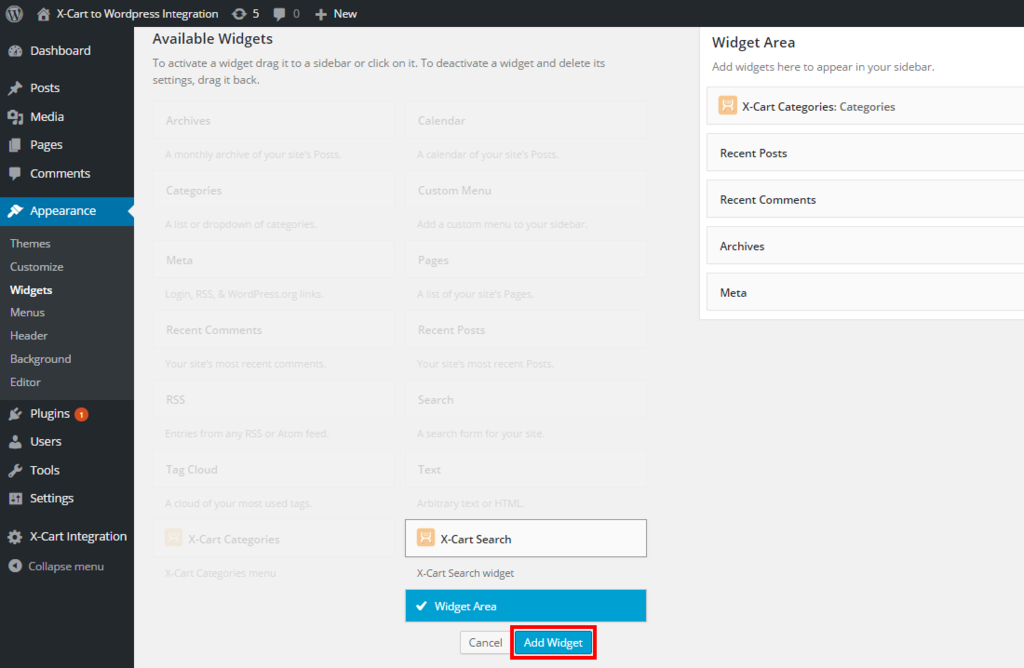 X-Cart to Wordpress Integration 5 0 New
Dashboard
Posts
Media
Pages
Comments
Appearance
Themes
Customize
Widgets
Menus
Header
Background
Editor
Plugins 1
Users
Tools
Settings
X-Cart Integration
Collapse menu
Available Widgets
To activate a widget drag it to a sidebar or click on it. To deactivate a widget and delete its
settings, drag it back.
Archives
A monthly archive of your site's Posts.
Calendar
A calendar of your site's Posts.
Categories
A list or dropdown of categories.
Custom Menu
Add a custom menu to your sidebar.
Meta
Login, RSS, & WordPress.org links.
Pages
A list of your site's Pages.
Recent Comments
Your site's most recent comments.
Recent Posts
Your site's most recent Posts.
RSS
Entries from any RSS or Atom feed.
Search
A search form for your site.
Tag Cloud
A cloud of your most used tags.
Text
Arbitrary text or HTML.
X-Cart Categories
X-Cart Categories menu
X-Cart Search
X-Cart Search widget
Widget Area
Cancel Add Widget
Widget Area
Add widgets here to appear in your sidebar.
X-Cart Categories: Categories
Recent Posts
Recent Comments
Archives
Meta